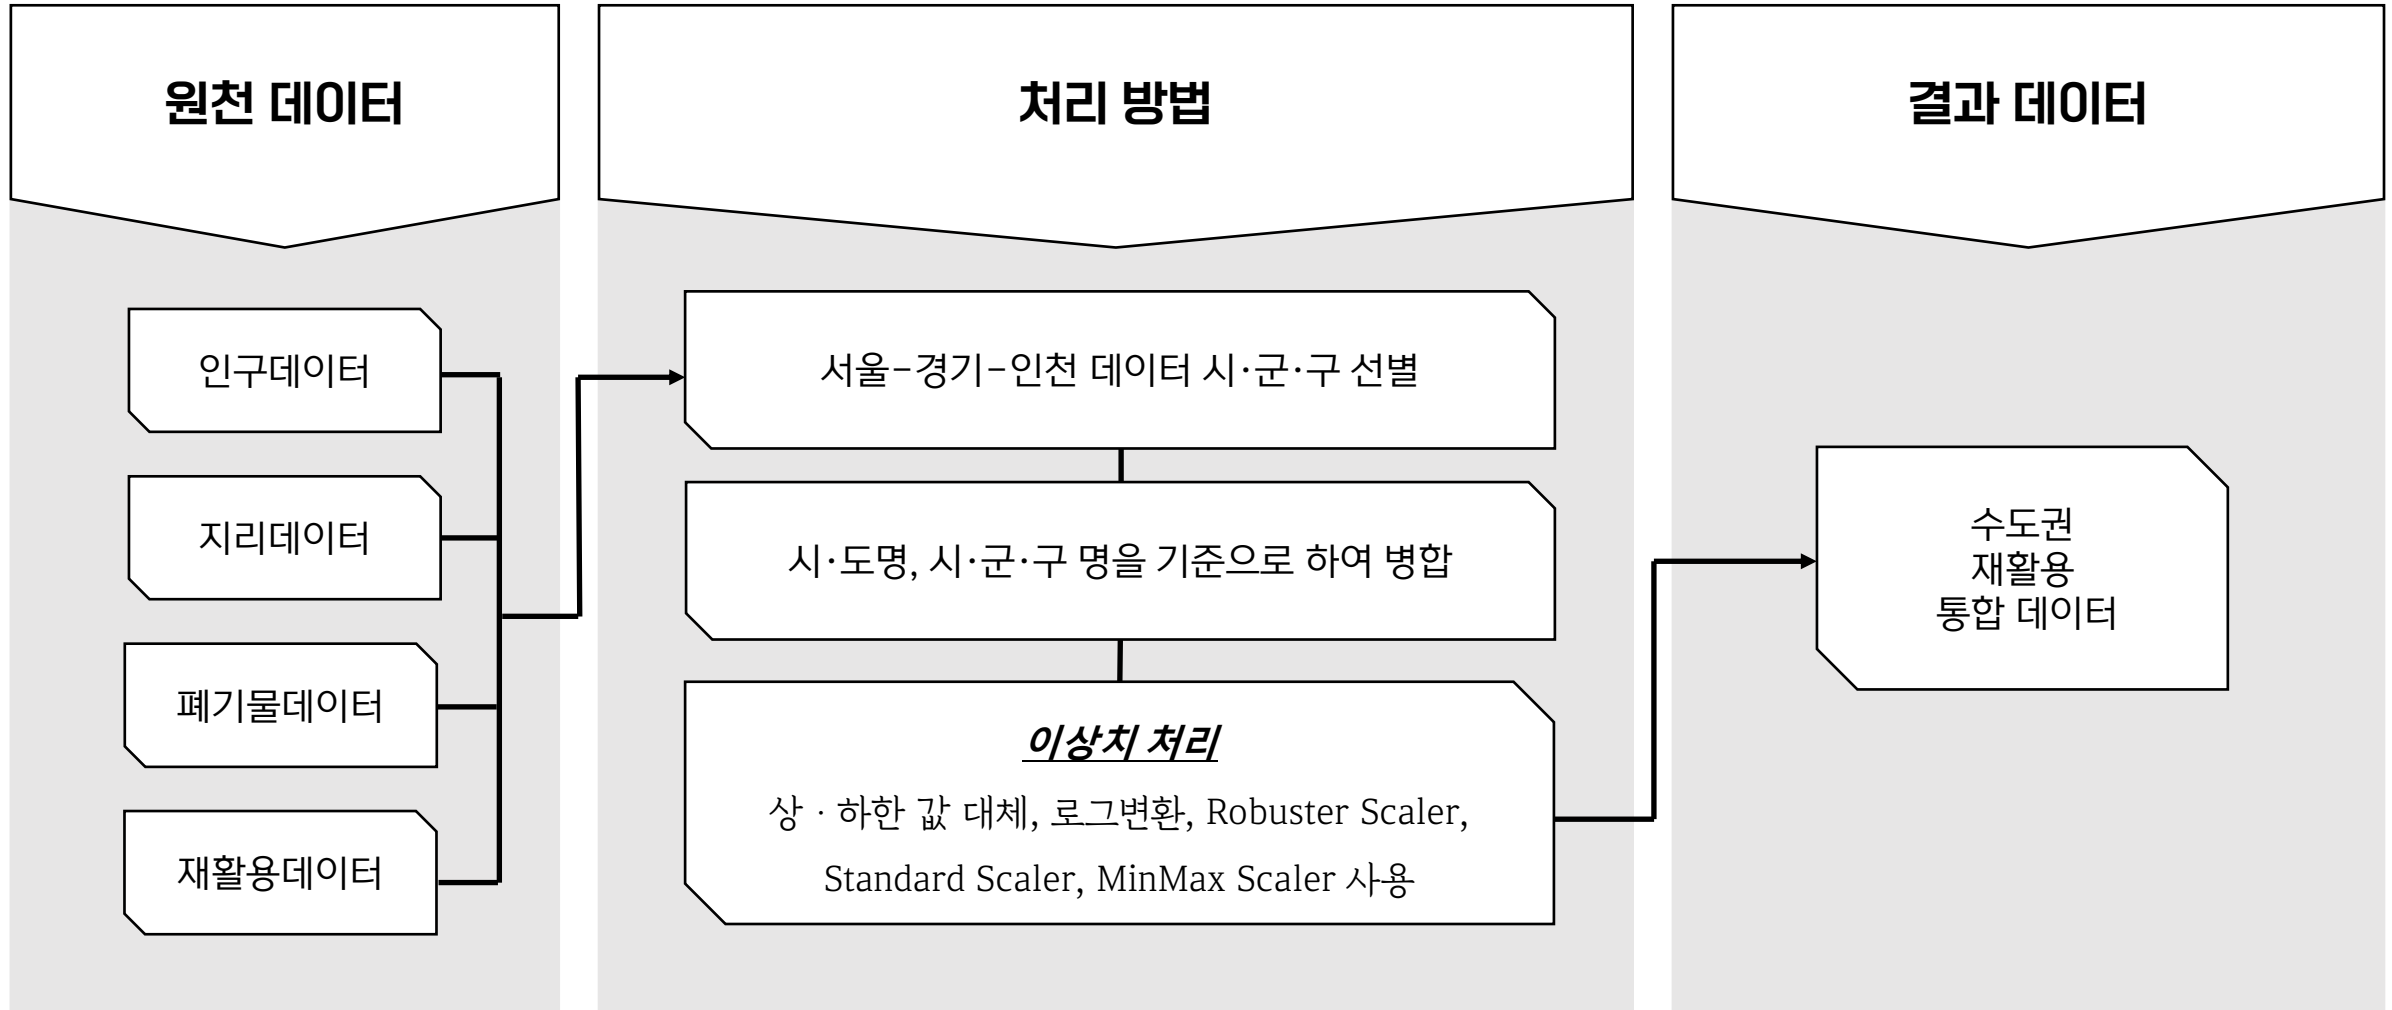 원천 데이터
처리 방법
결과 데이터
인구데이터
지리데이터
폐기물데이터
재활용데이터
서울-경기-인천 데이터 시·군·구 선별
시·도명, 시·군·구 명을 기준으로 하여 병합
이상치 처리
상 · 하한 값 대체, 로그변환, Robuster Scaler,
Standard Scaler, MinMax Scaler 사용
수도권
재활용
통합 데이터